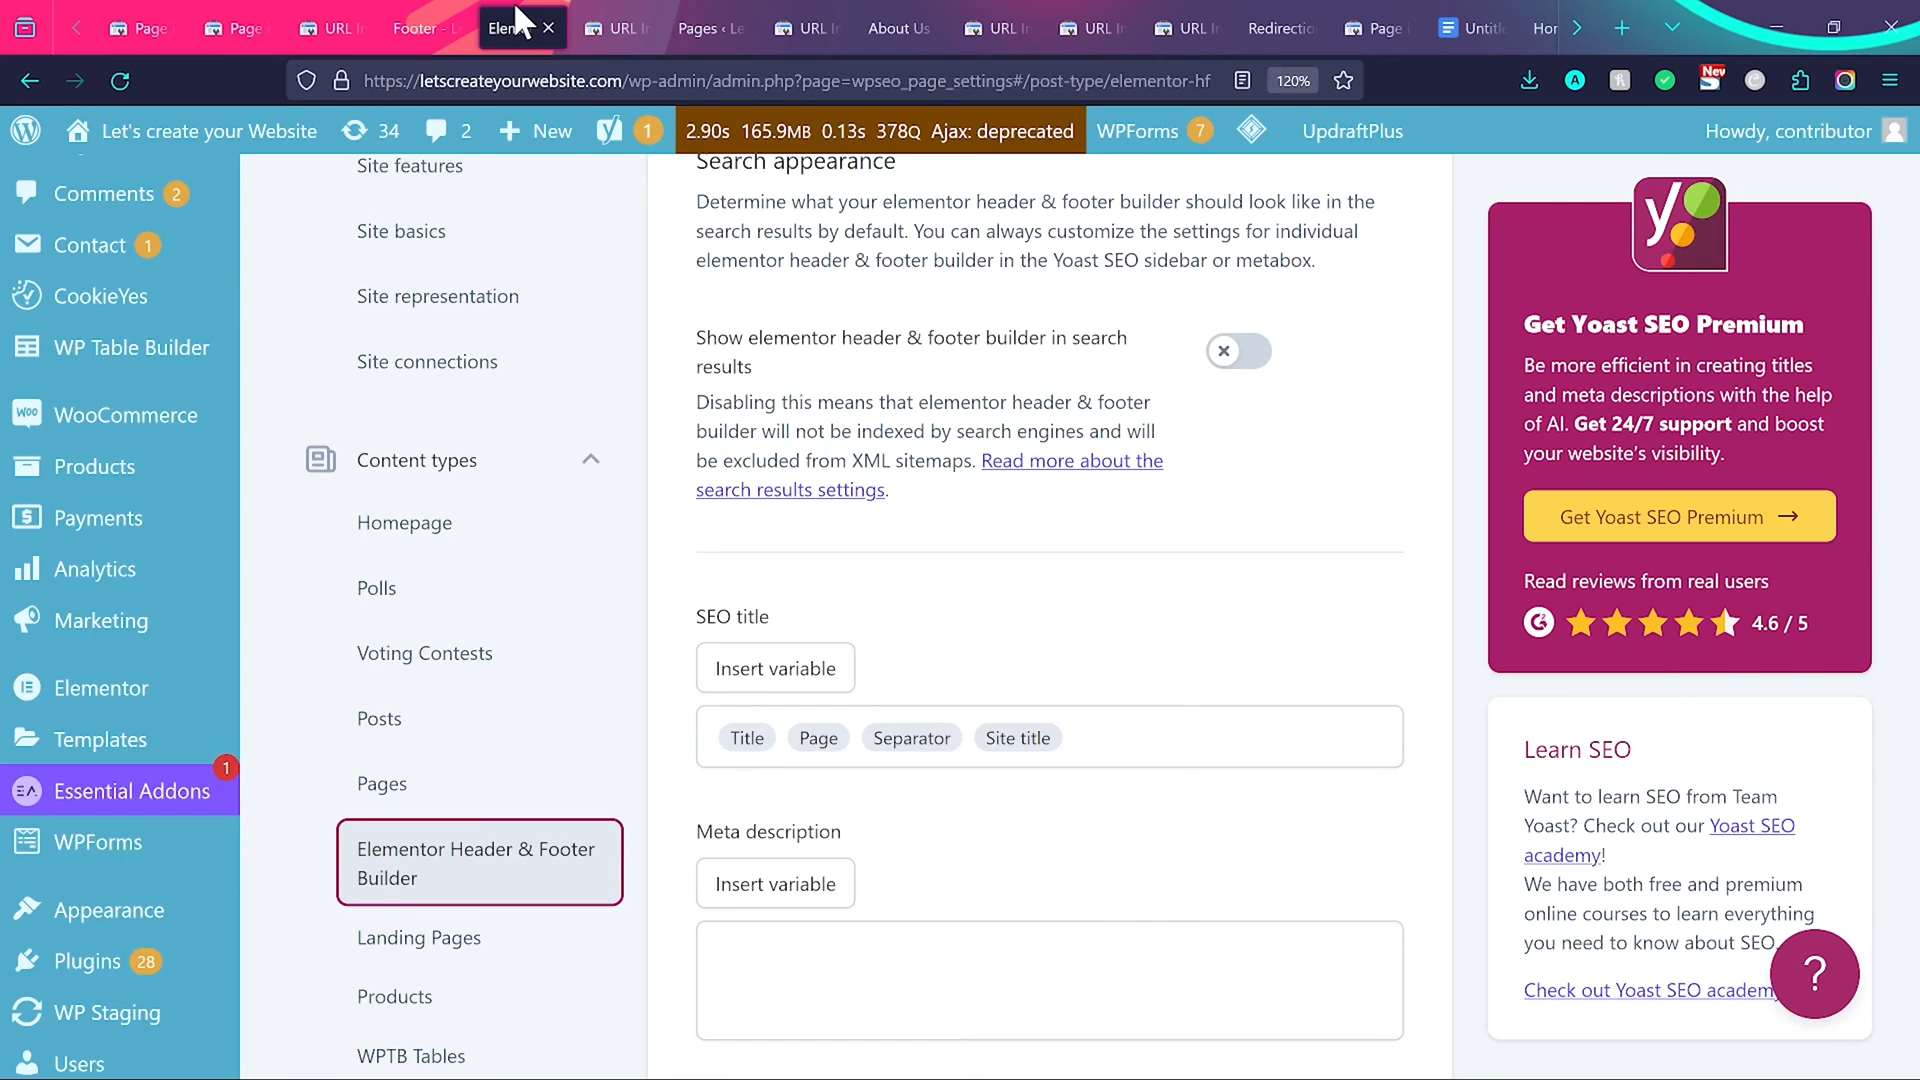 Page
Page i
URL In
Footer - L
Elem
URL In
Pages ‹ Le
URL In
About Us
URL In
URL In
URL In
Redirectio
Page i
Untitl
Hor
https://letscreateyourwebsite.com/wp-admin/admin.php?page=wpseo_page_settings#/post-type/elementor-hf
120%
New
Let's create your Website
34
2
New
1
2.90s 165.9MB 0.13s 378Q Ajax: deprecated
WPForms 7
UpdraftPlus
Howdy, contributor
Comments 2
Contact 1
CookieYes
WP Table Builder
WooCommerce
Products
Payments
Analytics
Marketing
Elementor
Templates
1
Essential Addons
WPForms
Appearance
Plugins 28
WP Staging
Users
Site features
Site basics
Site representation
Site connections
Content types
Homepage
Polls
Voting Contests
Posts
Pages
Elementor Header & Footer
Builder
Landing Pages
Products
WPTB Tables
Search appearance
Determine what your elementor header & footer builder should look like in the
search results by default. You can always customize the settings for individual
elementor header & footer builder in the Yoast SEO sidebar or metabox.
Show elementor header & footer builder in search
results
Disabling this means that elementor header & footer
builder will not be indexed by search engines and will
be excluded from XML sitemaps. Read more about the
search results settings.
SEO title
Insert variable
Title Page Separator Site title
Meta description
Insert variable
Get Yoast SEO Premium
Be more efficient in creating titles
and meta descriptions with the help
of AI. Get 24/7 support and boost
your website's visibility.
Get Yoast SEO Premium →
Read reviews from real users
4.6 / 5
Learn SEO
Want to learn SEO from Team
Yoast? Check out our Yoast SEO
academy!
We have both free and premium
online courses to learn everything
you need to know about SEO.
Check out Yoast SEO academy
?